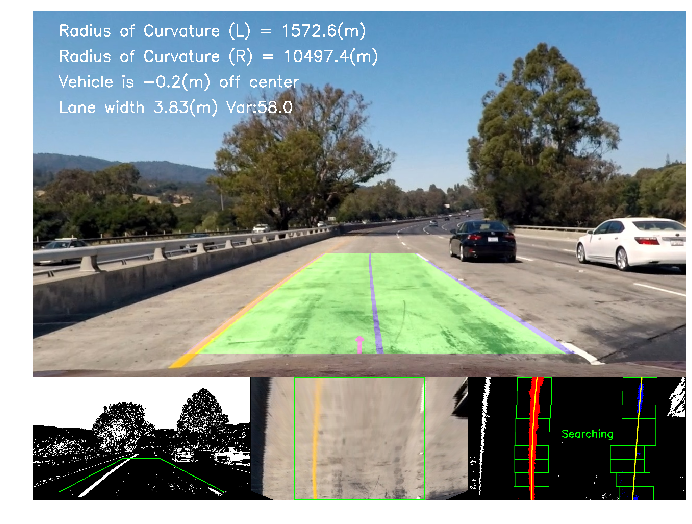 Radius of Curvature (L) = 1572.6(m)
Radius of Curvature (R) = 10497.4(m)
Vehicle is -0.2(m) off center
Lane width 3.83(m) Var:58.0
Searching